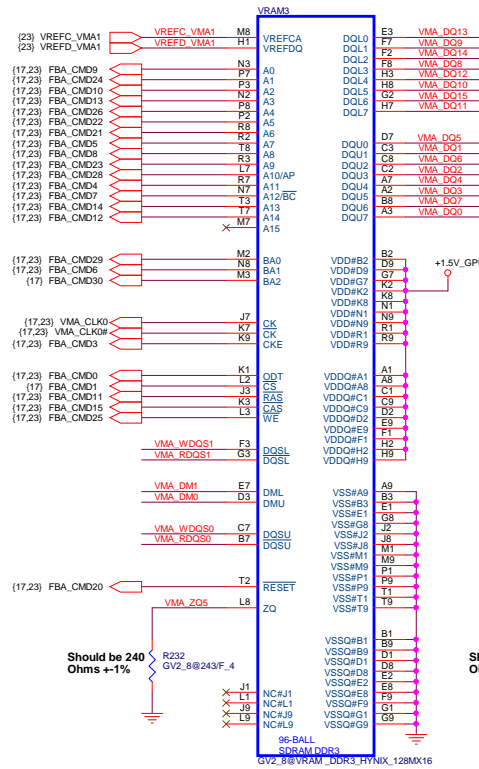 VRAM3
{23} VREFC_VMA1 VREFC_VMA1 M8 VREFCA E3 DQL0 VMA_DQ13
{23} VREFD_VMA1 VREFD_VMA1 H1 VREFDQ F7 DQL1 VMA_DQ9
F2 DQL2 VMA_DQ14
{17,23} FBA_CMD9 N3 A0 F8 DQL3 VMA_DQ8
{17,23} FBA_CMD24 P7 A1 H3 DQL4 VMA_DQ12
{17,23} FBA_CMD10 P3 A2 H8 DQL5 VMA_DQ10
{17,23} FBA_CMD13 N2 A3 G2 DQL6 VMA_DQ15
{17,23} FBA_CMD26 P8 A4 H7 DQL7 VMA_DQ11
{17,23} FBA_CMD22 P2 A5
{17,23} FBA_CMD21 R8 A6
{17,23} FBA_CMD5 R2 A7 D7 DQU0 VMA_DQ5
{17,23} FBA_CMD8 T8 A8 C3 DQU1 VMA_DQ1
{17,23} FBA_CMD23 R3 A9 C8 DQU2 VMA_DQ6
{17,23} FBA_CMD28 L7 A10/AP C2 DQU3 VMA_DQ2
{17,23} FBA_CMD4 R7 A11 A7 DQU4 VMA_DQ4
{17,23} FBA_CMD7 N7 A12/BC A2 DQU5 VMA_DQ3
{17,23} FBA_CMD14 T3 A13 B8 DQU6 VMA_DQ7
{17,23} FBA_CMD12 T7 A14 A3 DQU7 VMA_DQ0
M7 A15
{17,23} FBA_CMD29 M2 BA0 B2 VDD#B2
{17,23} FBA_CMD6 N8 BA1 D9 VDD#D9 +1.5V_GP
{17} FBA_CMD30 M3 BA2 G7 VDD#G7
K2 VDD#K2
K8 VDD#K8
N1 VDD#N1
{17,23} VMA_CLK0 J7 CK N9 VDD#N9
{17,23} VMA_CLK0# K7 CK R1 VDD#R1
{17,23} FBA_CMD3 K9 CKE R9 VDD#R9
{17,23} FBA_CMD0 K1 ODT A1 VDDQ#A1
{17} FBA_CMD1 L2 CS A8 VDDQ#A8
{17,23} FBA_CMD11 J3 RAS C1 VDDQ#C1
{17,23} FBA_CMD15 K3 CAS C9 VDDQ#C9
{17,23} FBA_CMD25 L3 WE D2 VDDQ#D2
E9 VDDQ#E9
F1 VDDQ#F1
VMA_WDQS1 F3 DQSL H2 VDDQ#H2
VMA_RDQS1 G3 DQSL H9 VDDQ#H9
VMA_DM1 E7 DML A9 VSS#A9
VMA_DM0 D3 DMU B3 VSS#B3
E1 VSS#E1
G8 VSS#G8
VMA_WDQS0 C7 DQSU J2 VSS#J2
VMA_RDQS0 B7 DQSU J8 VSS#J8
M1 VSS#M1
M9 VSS#M9
P1 VSS#P1
{17,23} FBA_CMD20 T2 RESET P9 VSS#P9
T1 VSS#T1
VMA_ZQ5 L8 ZQ T9 VSS#T9
B1 VSSQ#B1
B9 VSSQ#B9
Should be 240 R232 D1 VSSQ#D1
Ohms +-1% GV2_8@243/F_4 D8 VSSQ#D8
E2 VSSQ#E2
J1 NC#J1 E8 VSSQ#E8
L1 NC#L1 F9 VSSQ#F9
J9 NC#J9 G1 VSSQ#G1
L9 NC#L9 G9 VSSQ#G9
96-BALL
SDRAM DDR3
GV2_8@VRAM _DDR3_HYNIX_128MX16